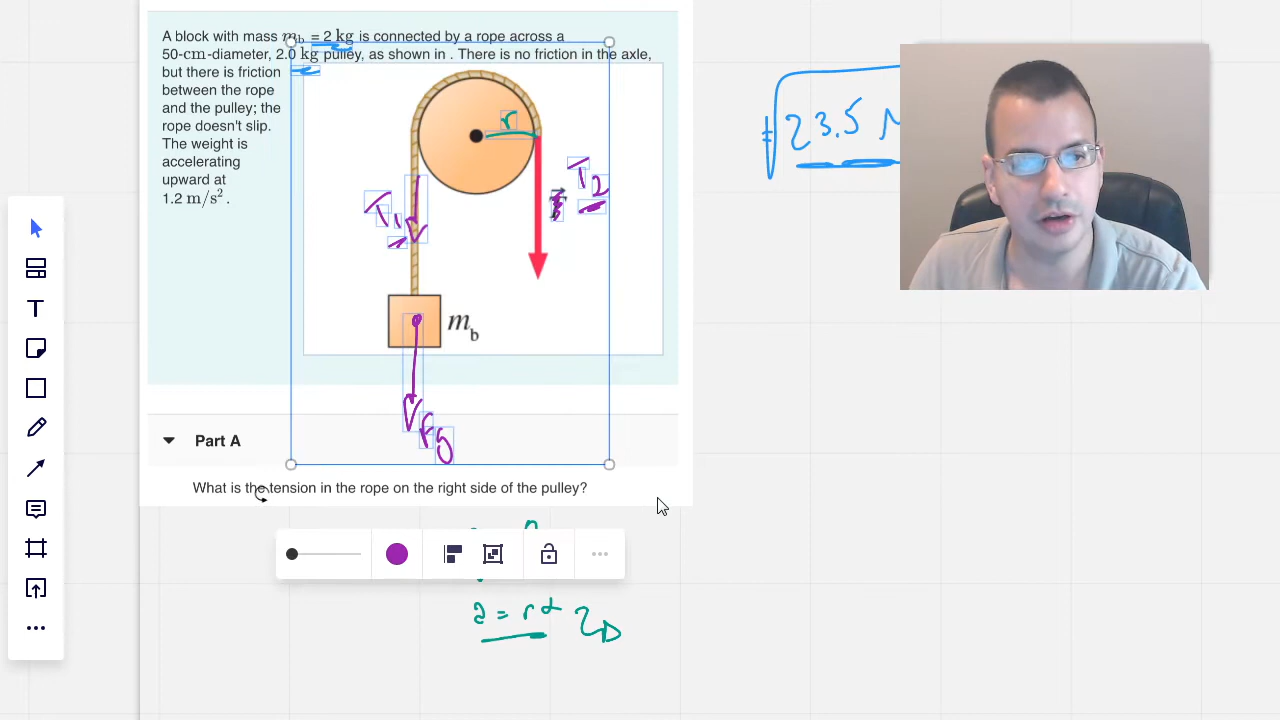 A block with mass m_b = 2 kg is connected by a rope across a
50-cm-diameter, 2.0 kg pulley, as shown in . There is no friction in the axle,
but there is friction
between the rope
and the pulley; the
rope doesn't slip.
The weight is
accelerating
upward at
1.2 m/s².
r
T₁
T₂
m_b
Fg
23.5
Part A
What is the tension in the rope on the right side of the pulley?
a = rα
T